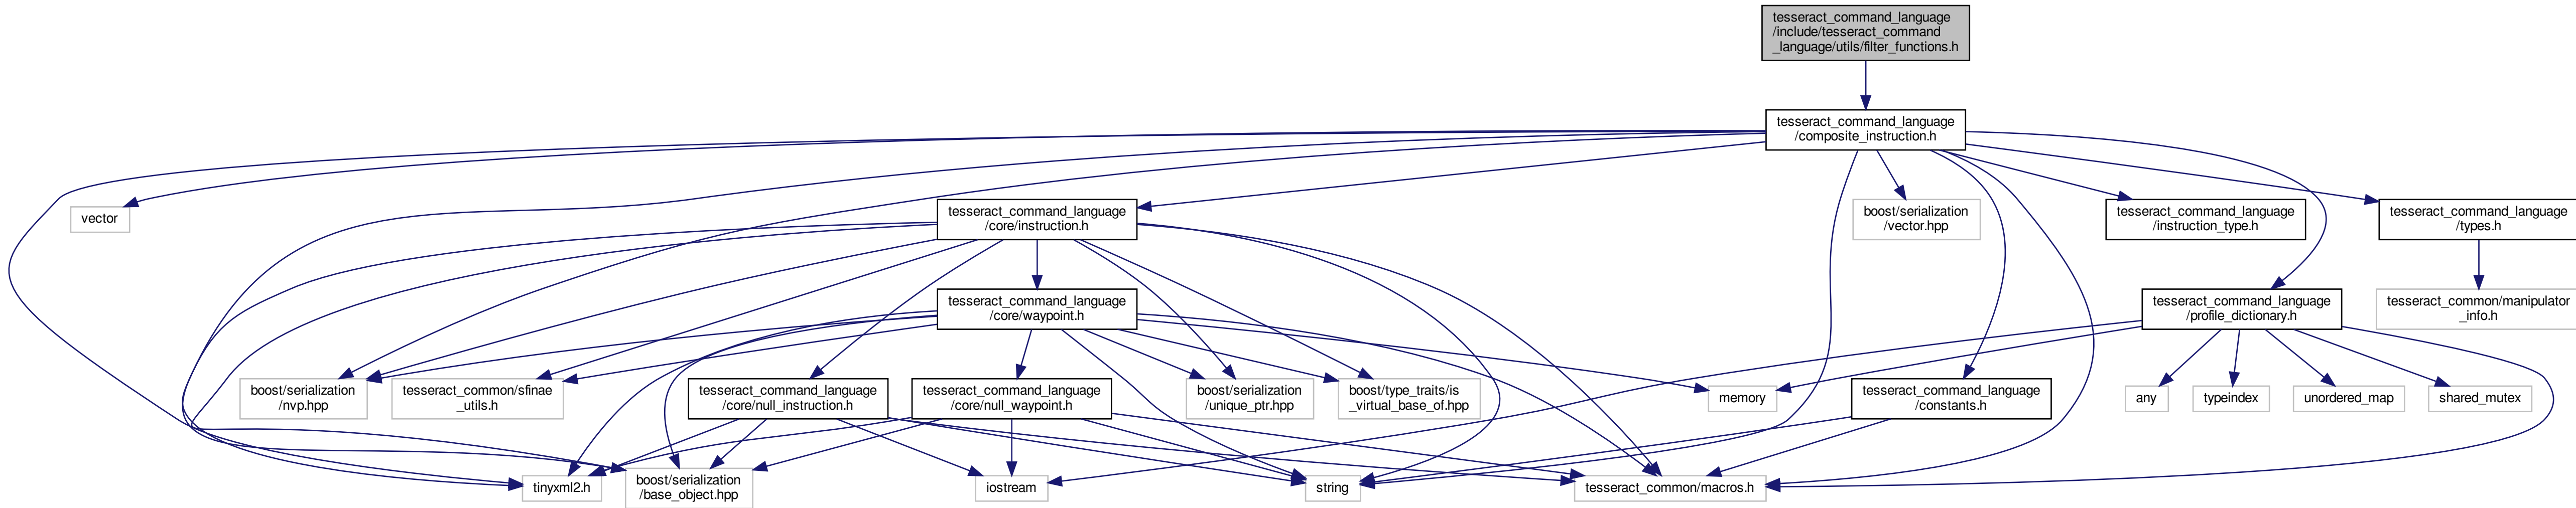 tesseract_command_language
/include/tesseract_command
_language/utils/filter_functions.h
tesseract_command_language
/composite_instruction.h
vector
tesseract_command_language
/core/instruction.h
boost/serialization
/vector.hpp
tesseract_command_language
/instruction_type.h
tesseract_command_language
/types.h
tesseract_command_language
/core/waypoint.h
tesseract_command_language
/profile_dictionary.h
tesseract_common/manipulator
_info.h
boost/serialization
/nvp.hpp
tesseract_common/sfinae
_utils.h
tesseract_command_language
/core/null_instruction.h
tesseract_command_language
/core/null_waypoint.h
boost/serialization
/unique_ptr.hpp
boost/type_traits/is
_virtual_base_of.hpp
memory
tesseract_command_language
/constants.h
any
typeindex
unordered_map
shared_mutex
tinyxml2.h
boost/serialization
/base_object.hpp
iostream
string
tesseract_common/macros.h